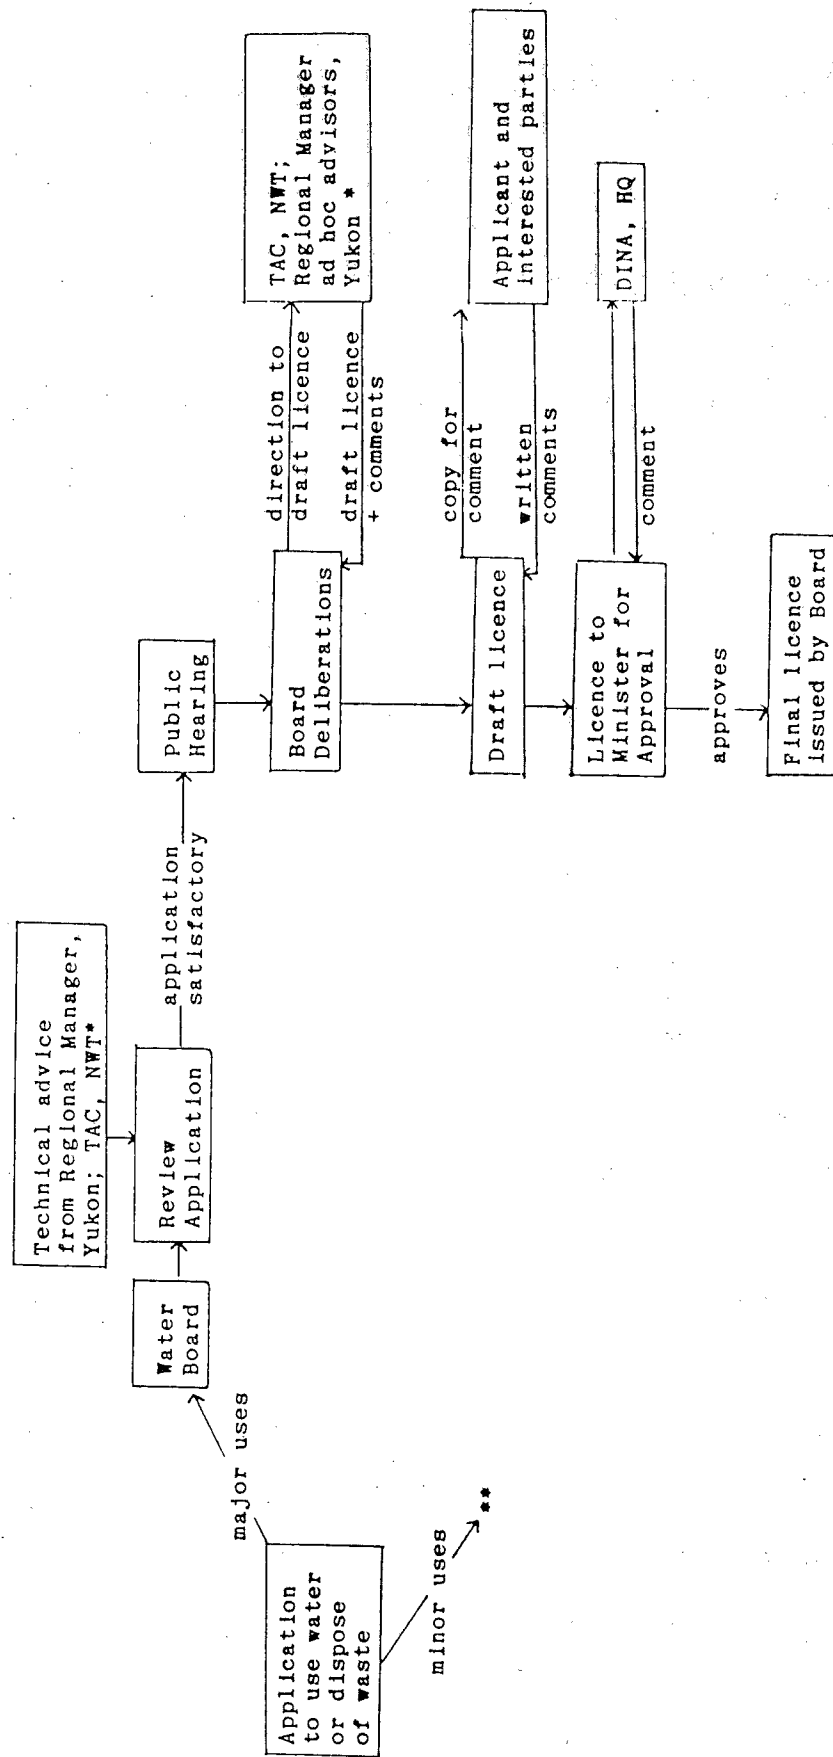 Application
to use water
or dispose
of waste
major uses
minor uses
**
Water
Board
Technical advice
from Regional Manager,
Yukon; TAC, NWT*
Review
Application
application
satisfactory
Public
Hearing
Board
Deliberations
direction to
draft licence
draft licence
+ comments
TAC, NWT;
Regional Manager
ad hoc advisors,
Yukon *
Draft licence
copy for
comment
written
comments
Applicant and
interested parties
Licence to
Minister for
Approval
comment
DINA, HQ
approves
Final licence
issued by Board